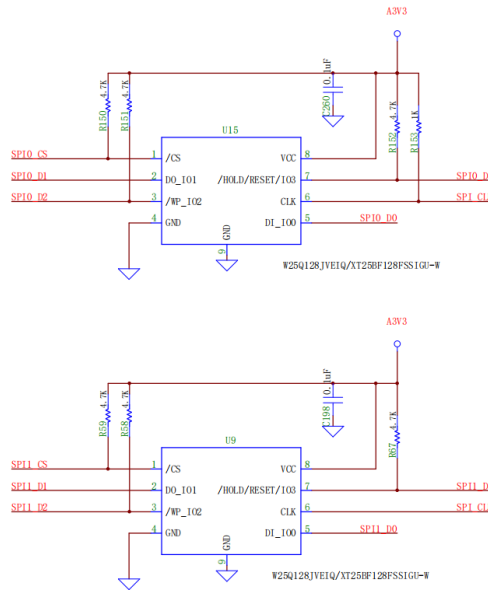 A3V3
4.7K
4.7K
0.1uF
4.7K
1K
R150
R151
C260
R152
R153
U15
SPI0_CS
1
/CS
VCC
8
SPI0_D1
2
DO_IO1
/HOLD/RESET/IO3
7
SPI0_D
SPI0_D2
3
/WP_IO2
CLK
6
SPI_CL
4
GND
DI_IO0
5
SPI0_D0
GND
9
W25Q128JVEIQ/XT25BF128FSSIGU-W
A3V3
4.7K
4.7K
0.1uF
4.7K
R59
R58
C198
R67
U9
SPI1_CS
1
/CS
VCC
8
SPI1_D1
2
DO_IO1
/HOLD/RESET/IO3
7
SPI1_D
SPI1_D2
3
/WP_IO2
CLK
6
SPI_CL
4
GND
DI_IO0
5
SPI1_D0
GND
9
W25Q128JVEIQ/XT25BF128FSSIGU-W